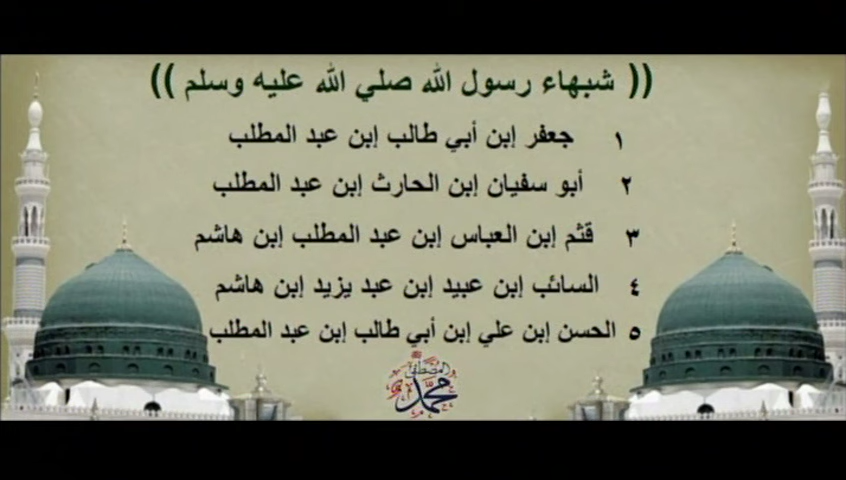 (( شبهاء رسول الله صلي الله عليه وسلم ))
١ جعفر إبن أبي طالب إبن عبد المطلب
٢ أبو سفيان إبن الحارث إبن عبد المطلب
٣ قثم إبن العباس إبن عبد المطلب إبن هاشم
٤ السائب إبن عبيد إبن عبد يزيد إبن هاشم
٥ الحسن إبن علي إبن أبي طالب إبن عبد المطلب
المصطفى
محمد